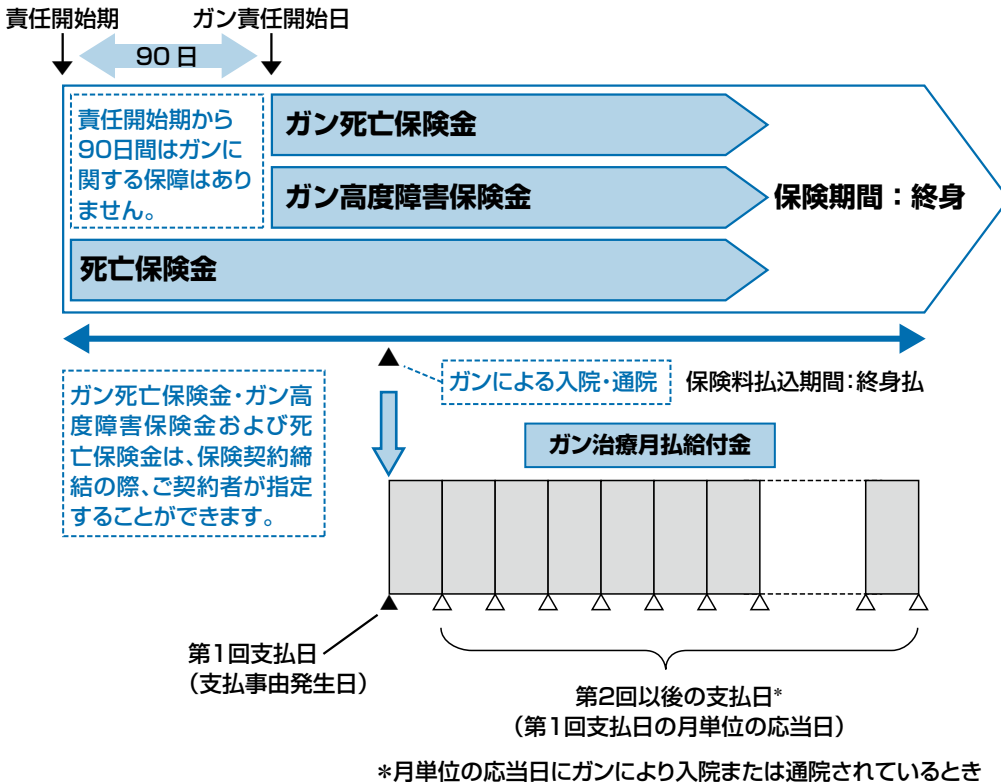 責任開始期
ガン責任開始日
90日
責任開始期から
90日間はガンに
関する保障はあり
ません。
ガン死亡保険金
ガン高度障害保険金
保険期間：終身
死亡保険金
ガンによる入院・通院
保険料払込期間：終身払
ガン死亡保険金・ガン高
度障害保険金および死
亡保険金は、保険契約締
結の際、ご契約者が指定
することができます。
ガン治療月払給付金
第1回支払日
（支払事由発生日）
第2回以後の支払日*
（第1回支払日の月単位の応当日）
*月単位の応当日にガンにより入院または通院されているとき